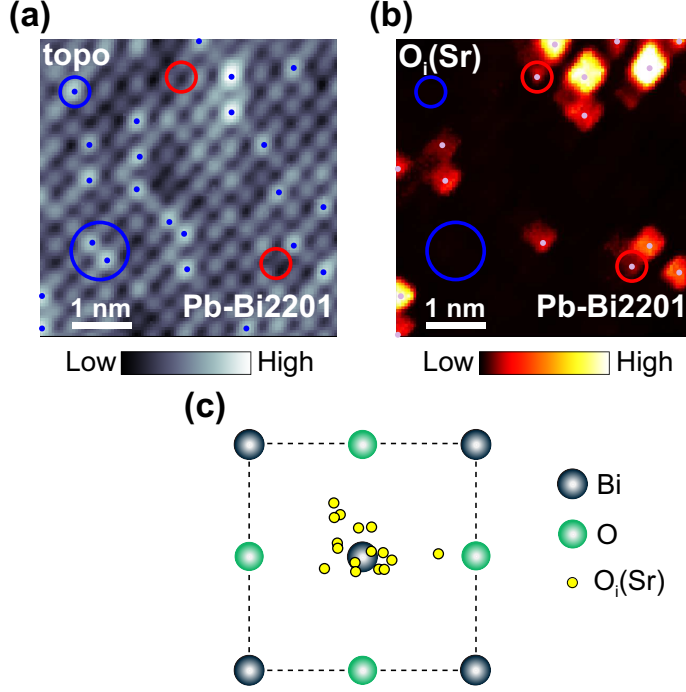 (a)
topo
1 nm
Pb-Bi2201
Low
High
(b)
Oᵢ(Sr)
1 nm
Pb-Bi2201
Low
High
(c)
Bi
O
Oᵢ(Sr)